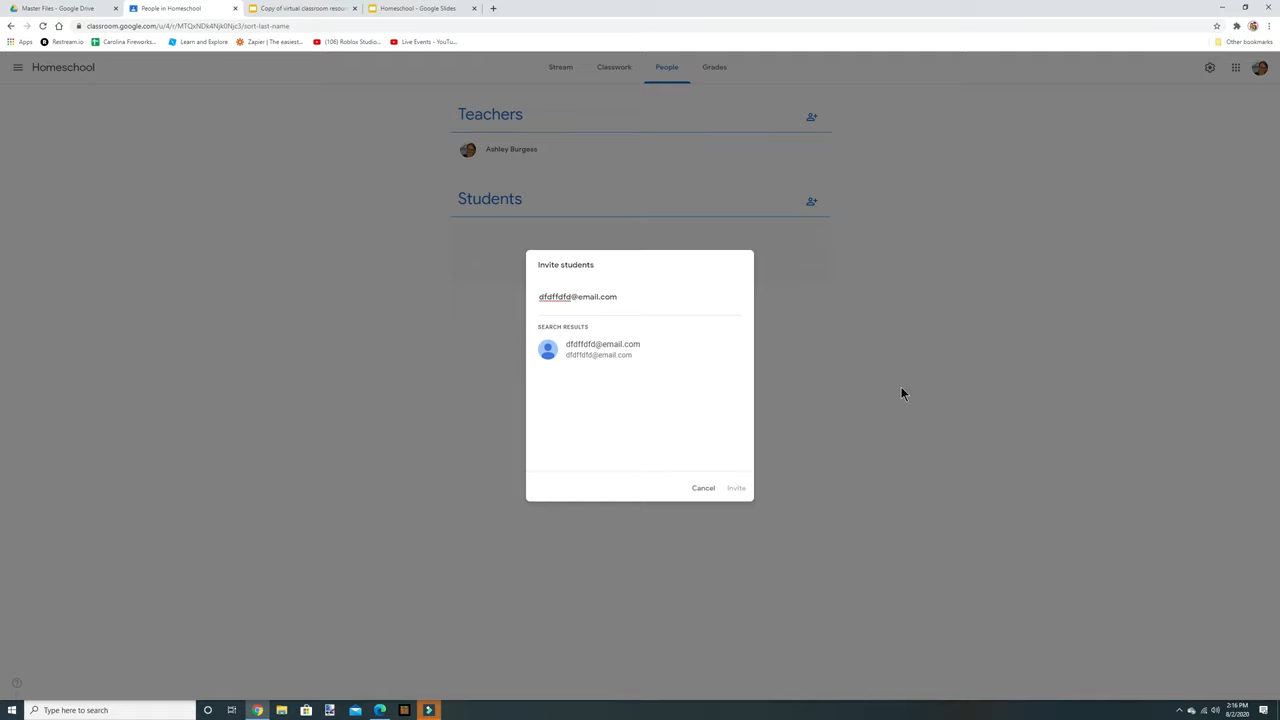 Master Files - Google Drive
People in Homeschool
Copy of virtual classroom resou
Homeschool - Google Slides
classroom.google.com/u/4/r/MTQxNDk4Njk0Njc3/sort-last-name
Apps
Restream.io
Carolina Fireworks...
Learn and Explore
Zapier | The easiest...
(106) Roblox Studio...
Live Events - YouTu...
Other bookmarks
Homeschool
Stream
Classwork
People
Grades
Teachers
Ashley Burgess
Students
Invite students
dfdffdfd@email.com
SEARCH RESULTS
dfdffdfd@email.com
dfdffdfd@email.com
Cancel
Invite
Type here to search
2:16 PM
8/2/2020